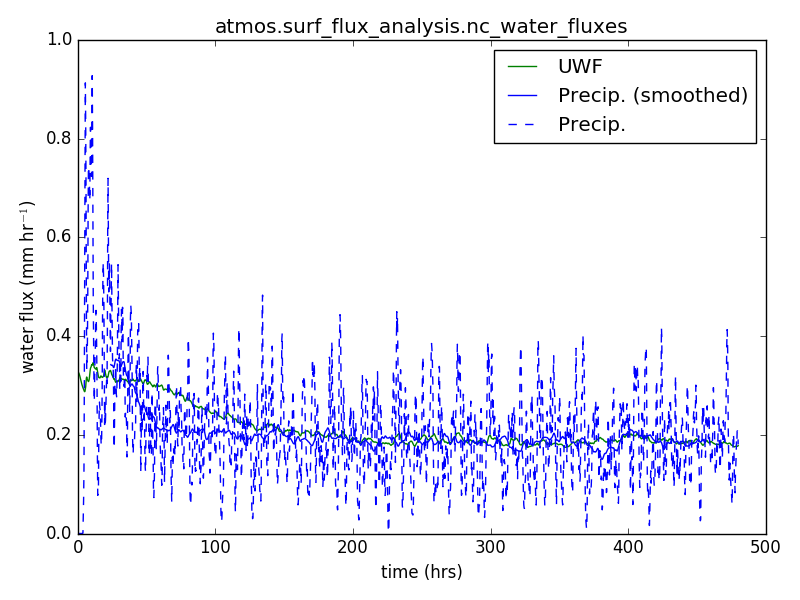 atmos.surf_flux_analysis.nc_water_fluxes
1.0
UWF
Precip. (smoothed)
Precip.
0.8
0.6
0.4
0.2
0.0
water flux (mm hr⁻¹)
0 100 200 300 400 500
time (hrs)